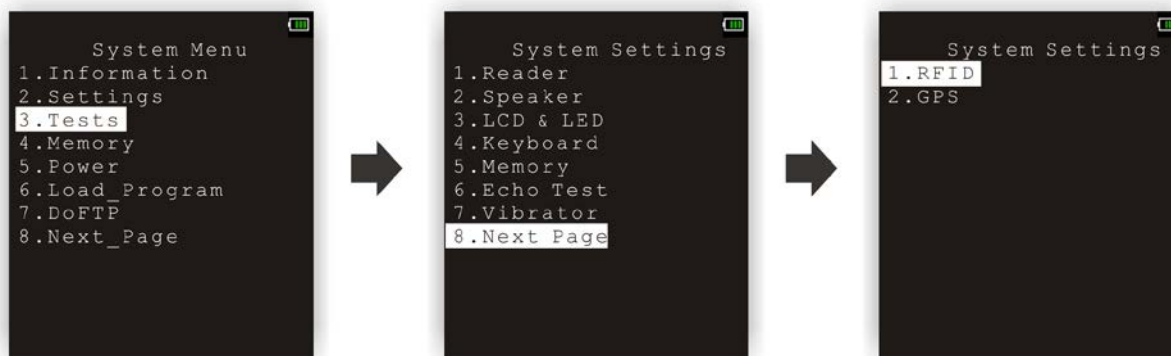 System Menu
1.Information
2.Settings
3.Tests
4.Memory
5.Power
6.Load_Program
7.DoFTP
8.Next_Page
System Settings
1.Reader
2.Speaker
3.LCD & LED
4.Keyboard
5.Memory
6.Echo Test
7.Vibrator
8.Next Page
System Settings
1.RFID
2.GPS